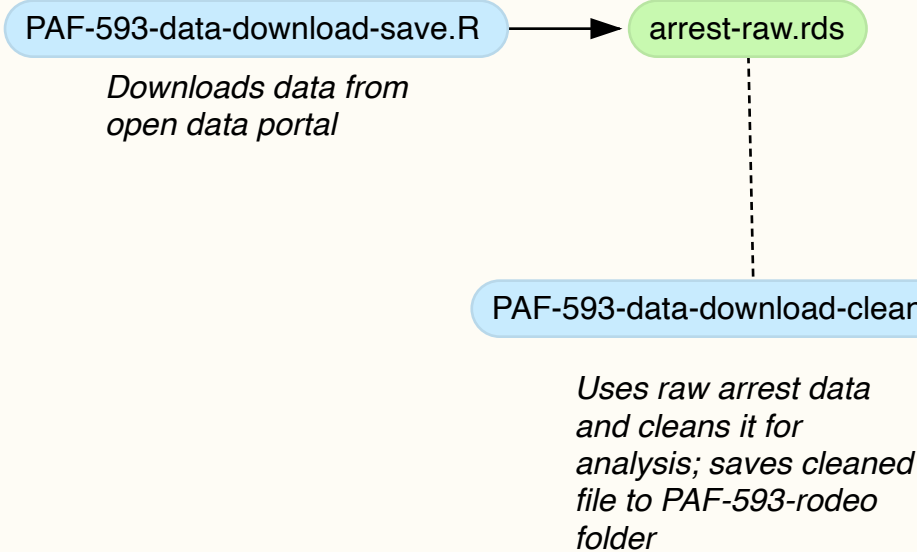 PAF-593-data-download-save.R
arrest-raw.rds
Downloads data from
open data portal
PAF-593-data-download-clean
Uses raw arrest data
and cleans it for
analysis; saves cleaned
file to PAF-593-rodeo
folder